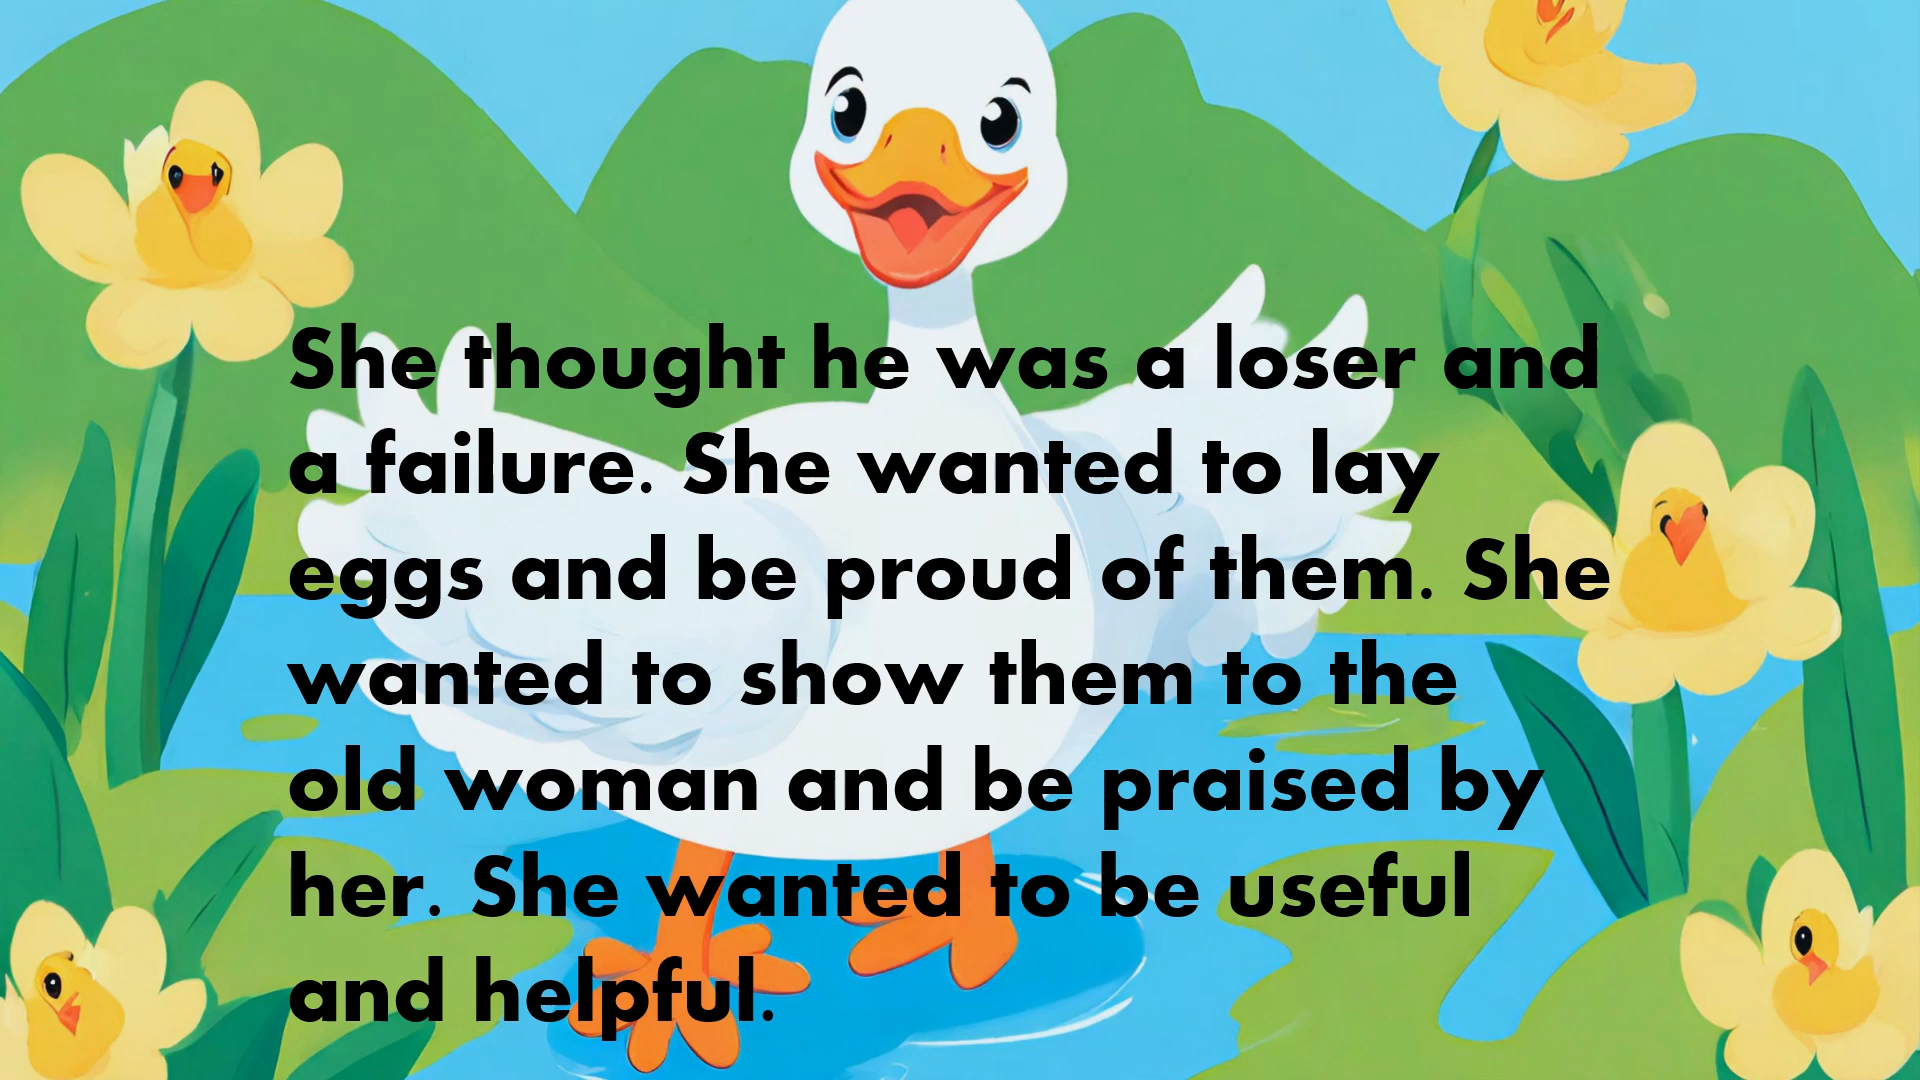 She thought he was a loser and
a failure. She wanted to lay
eggs and be proud of them. She
wanted to show them to the
old woman and be praised by
her. She wanted to be useful
and helpful.